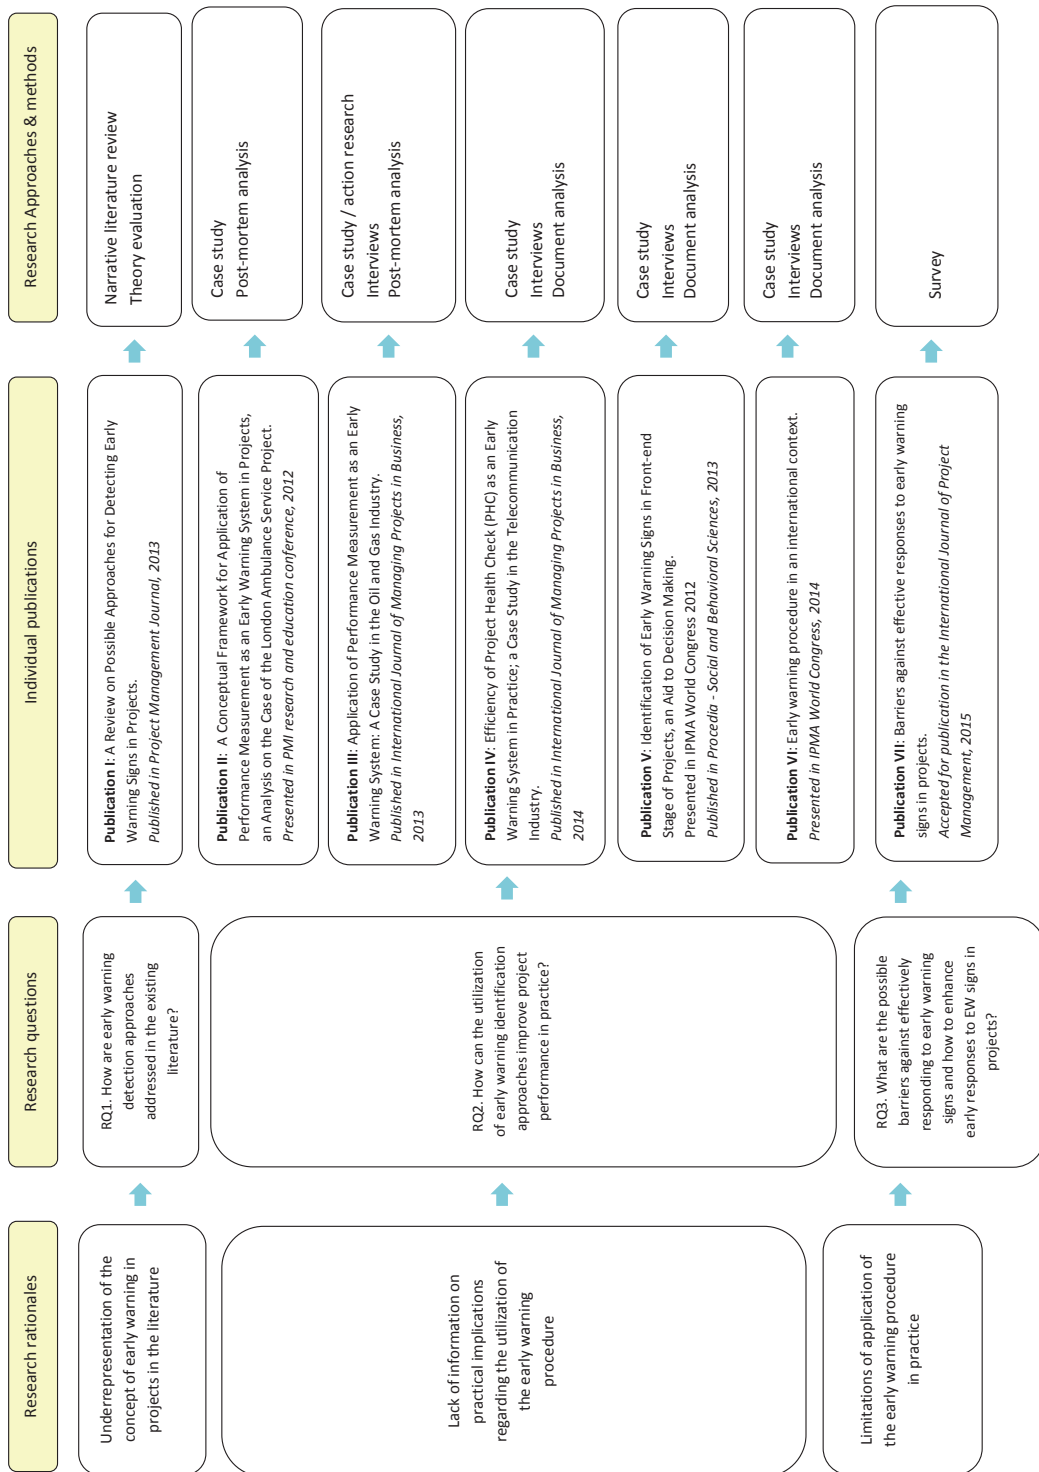 Research rationales
Underrepresentation of the
concept of early warning in
projects in the literature
Lack of information on
practical implications
regarding the utilization of
the early warning
procedure
Limitations of application of
the early warning procedure
in practice
Research questions
RQ1. How are early warning
detection approaches
addressed in the existing
literature?
RQ2. How can the utilization
of early warning identification
approaches improve project
performance in practice?
RQ3. What are the possible
barriers against effectively
responding to early warning
signs and how to enhance
early responses to EW signs in
projects?
Individual publications
Publication I: A Review on Possible Approaches for Detecting Early
Warning Signs in Projects.
Published in Project Management Journal, 2013
Publication II: A Conceptual Framework for Application of
Performance Measurement as an Early Warning System in Projects,
an Analysis on the Case of the London Ambulance Service Project.
Presented in PMI research and education conference, 2012
Publication III: Application of Performance Measurement as an Early
Warning System: A Case Study in the Oil and Gas Industry.
Published in International Journal of Managing Projects in Business,
2013
Publication IV: Efficiency of Project Health Check (PHC) as an Early
Warning System in Practice; a Case Study in the Telecommunication
Industry.
Published in International Journal of Managing Projects in Business,
2014
Publication V: Identification of Early Warning Signs in Front-end
Stage of Projects, an Aid to Decision Making.
Presented in IPMA World Congress 2012
Published in Procedia - Social and Behavioral Sciences, 2013
Publication VI: Early warning procedure in an international context.
Presented in IPMA World Congress, 2014
Publication VII: Barriers against effective responses to early warning
signs in projects.
Accepted for publication in the International Journal of Project
Management, 2015
Research Approaches & methods
Narrative literature review
Theory evaluation
Case study
Post-mortem analysis
Case study / action research
Interviews
Post-mortem analysis
Case study
Interviews
Document analysis
Case study
Interviews
Document analysis
Case study
Interviews
Document analysis
Survey